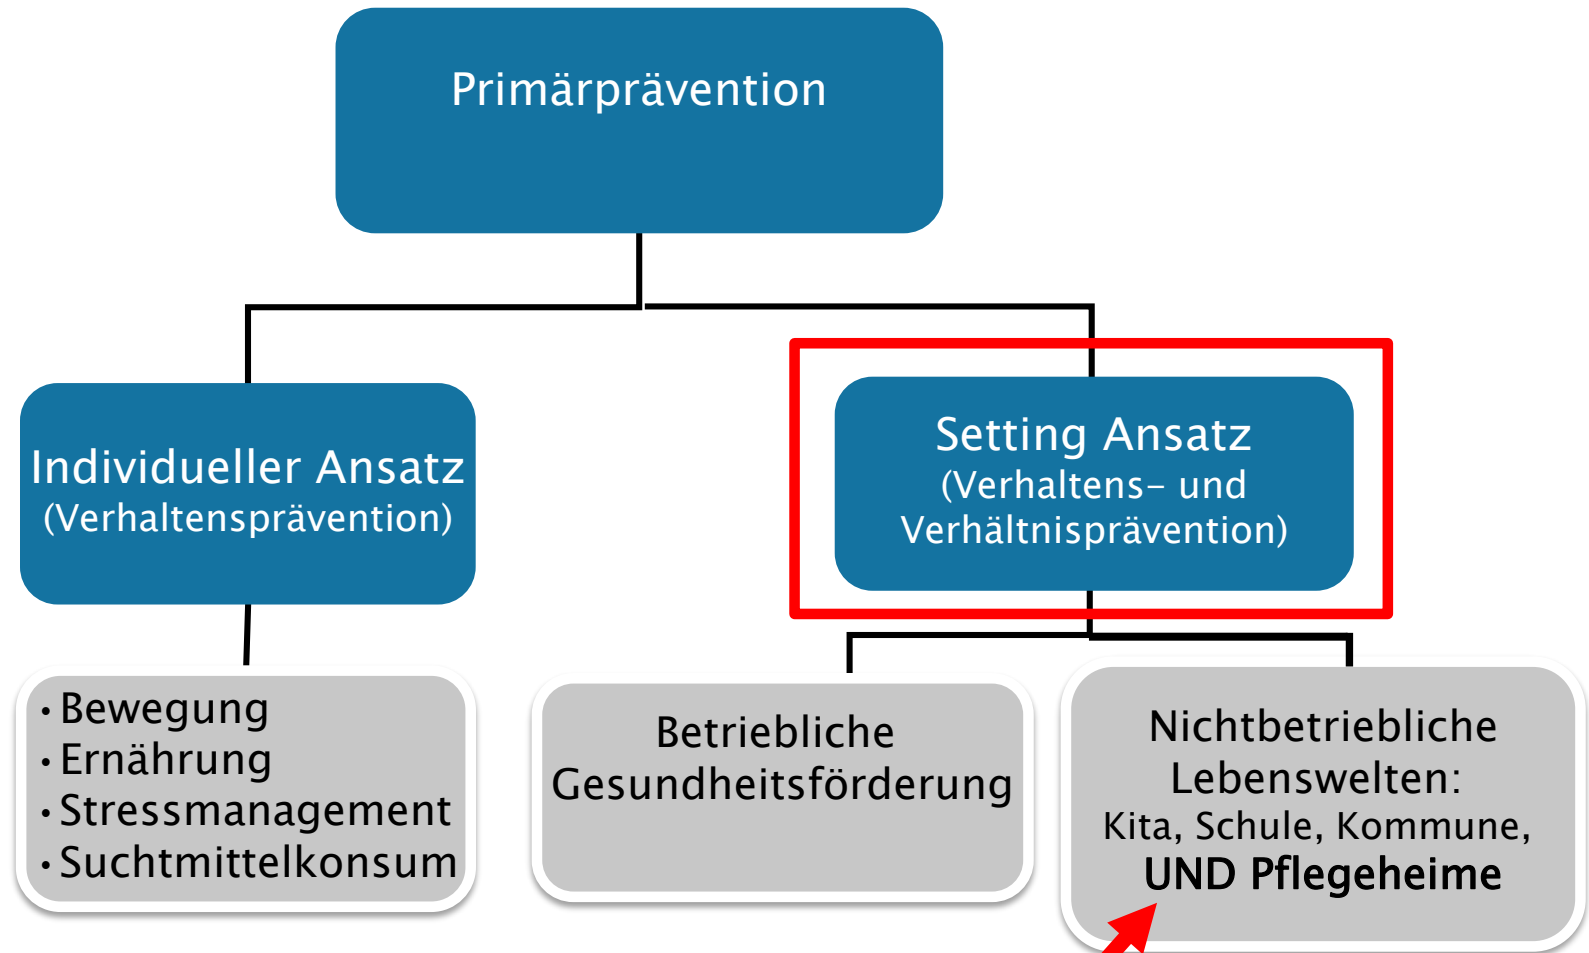 Primärprävention
Individueller Ansatz
(Verhaltensprävention)
Setting Ansatz
(Verhaltens- und
Verhältnisprävention)
• Bewegung
• Ernährung
• Stressmanagement
• Suchtmittelkonsum
Betriebliche
Gesundheitsförderung
Nichtbetriebliche
Lebenswelten:
Kita, Schule, Kommune,
UND Pflegeheime